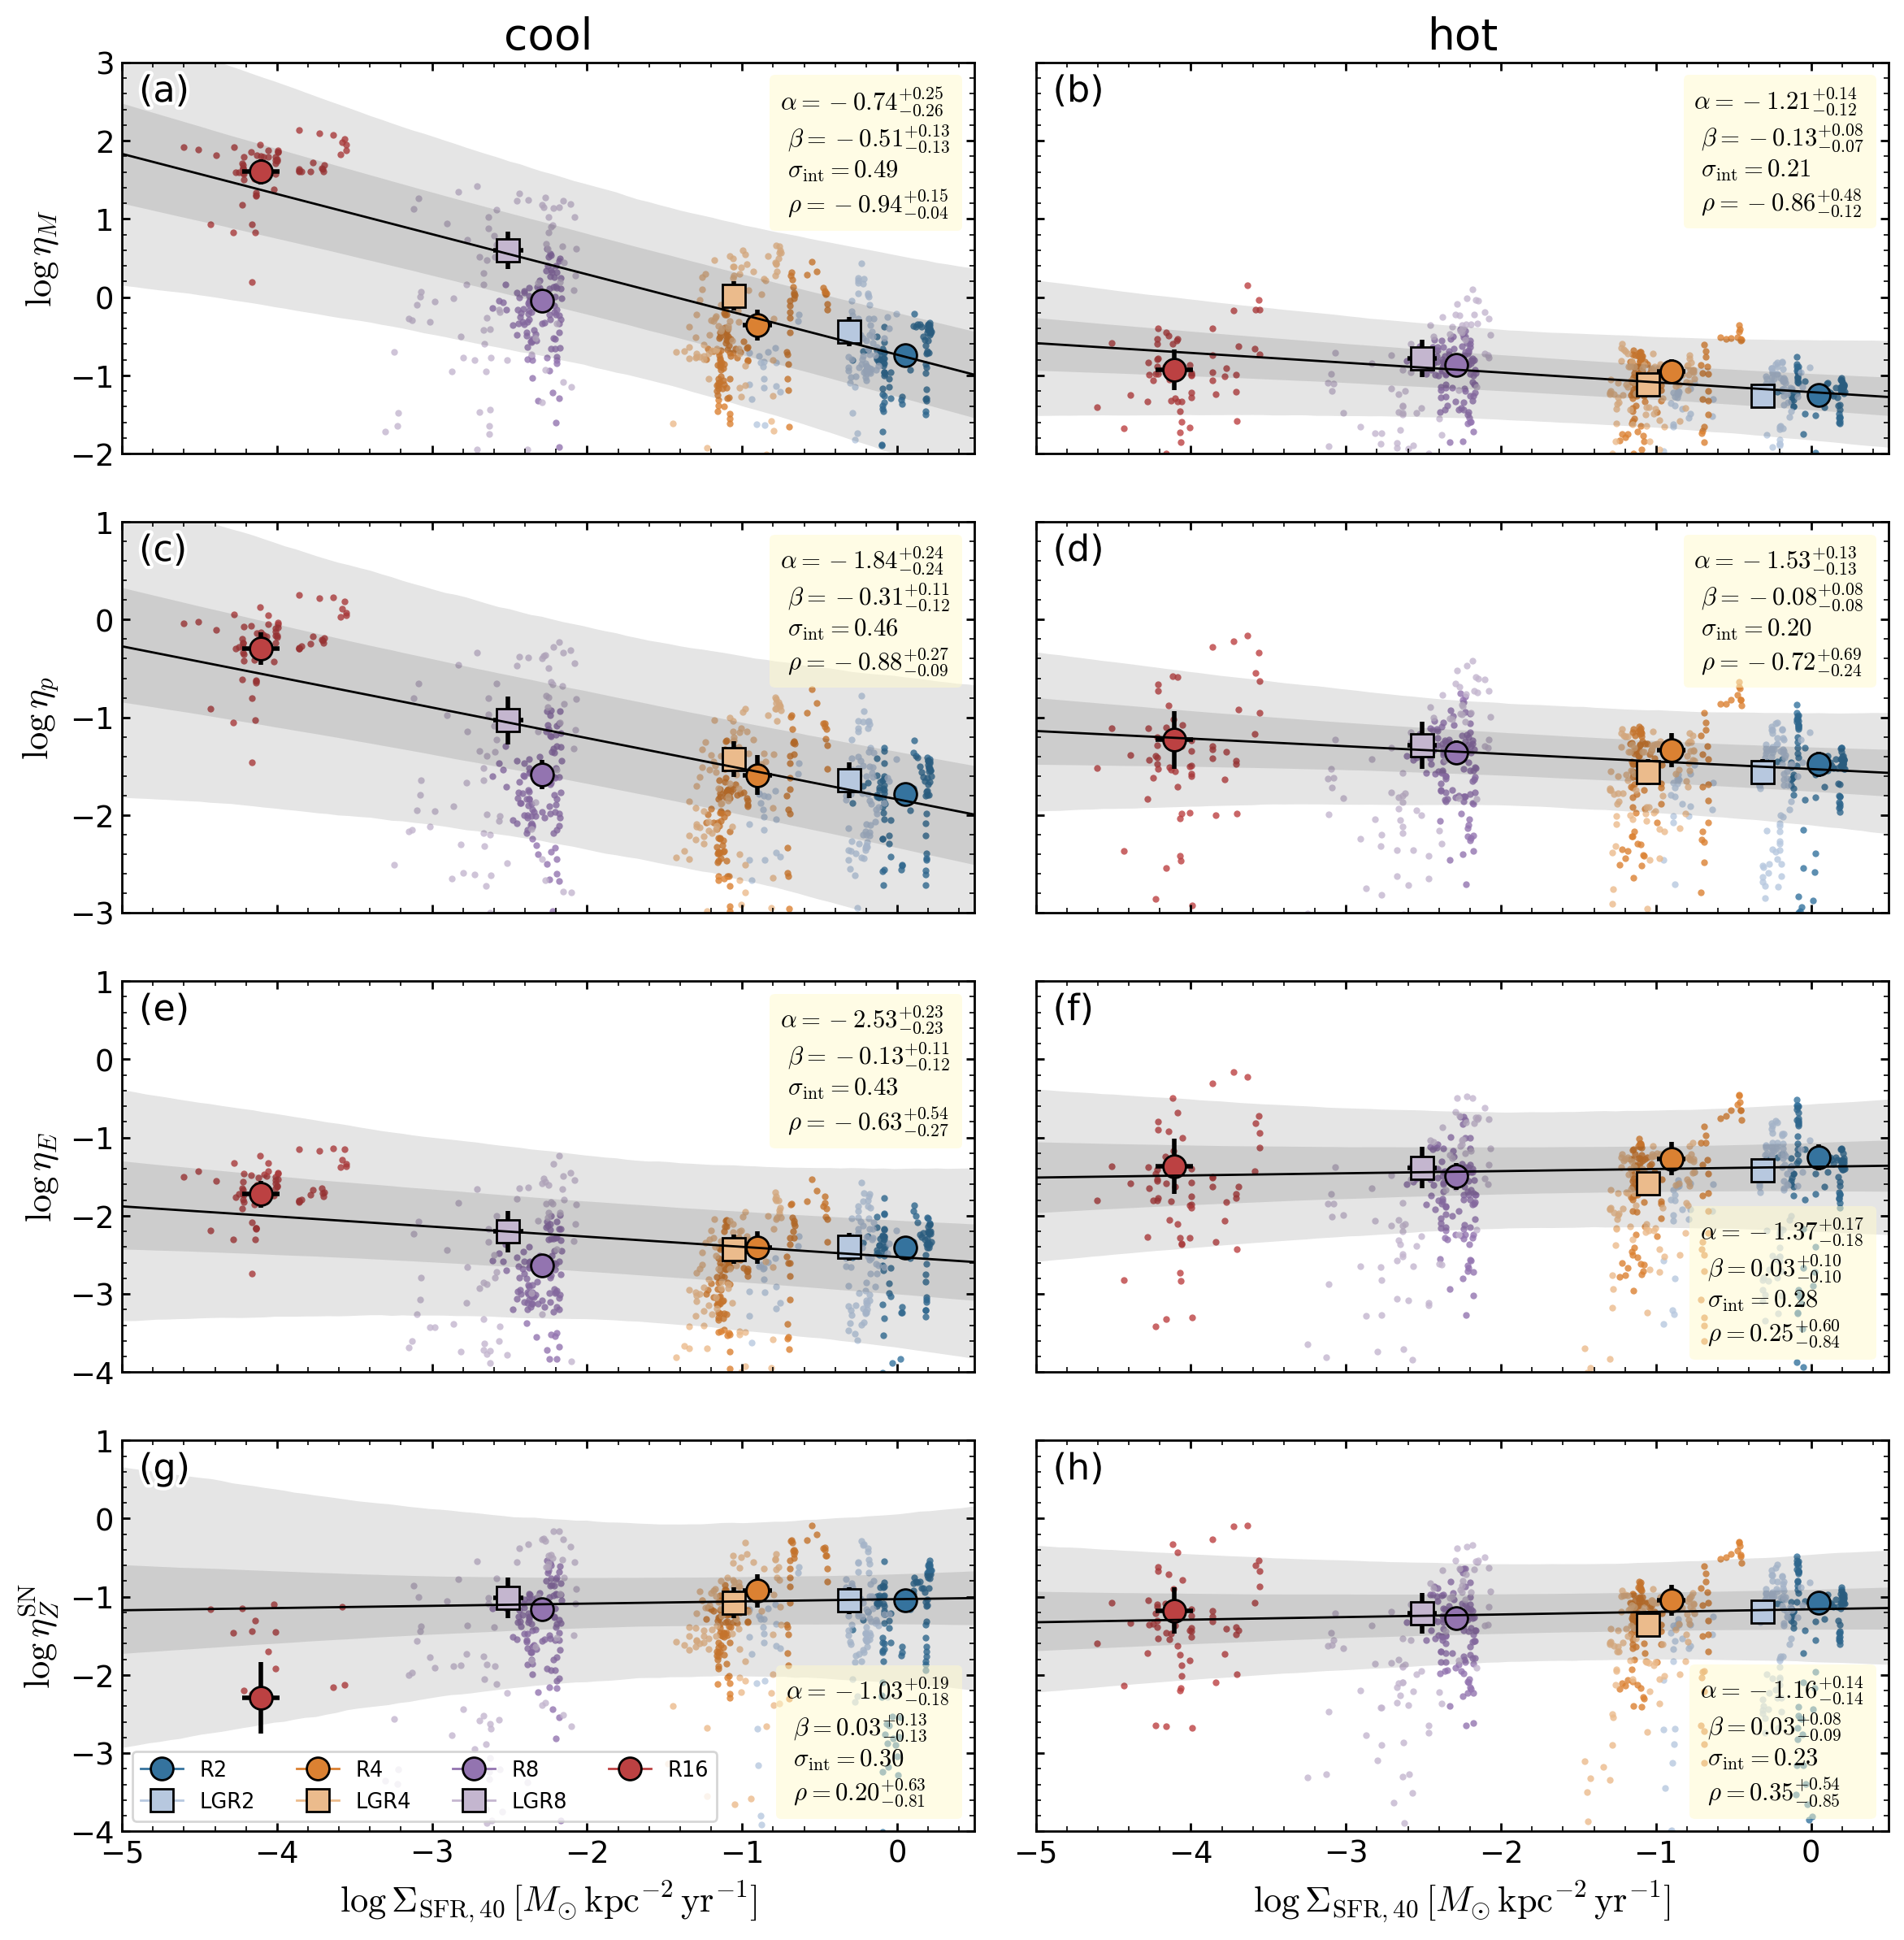 cool
hot
(a)
α = −0.74 +0.25 −0.26
β = −0.51 +0.13 −0.13
σint = 0.49
ρ = −0.94 +0.15 −0.04
3
2
1
0
−1
−2
log ηM
(b)
α = −1.21 +0.14 −0.12
β = −0.13 +0.08 −0.07
σint = 0.21
ρ = −0.86 +0.48 −0.12
(c)
α = −1.84 +0.24 −0.24
β = −0.31 +0.11 −0.12
σint = 0.46
ρ = −0.88 +0.27 −0.09
1
0
−1
−2
−3
log ηp
(d)
α = −1.53 +0.13 −0.13
β = −0.08 +0.08 −0.08
σint = 0.20
ρ = −0.72 +0.69 −0.24
(e)
α = −2.53 +0.23 −0.23
β = −0.13 +0.11 −0.12
σint = 0.43
ρ = −0.63 +0.54 −0.27
1
0
−1
−2
−3
−4
log ηE
(f)
α = −1.37 +0.17 −0.18
β = 0.03 +0.10 −0.10
σint = 0.28
ρ = 0.25 +0.60 −0.84
(g)
α = −1.03 +0.19 −0.18
β = 0.03 +0.13 −0.13
σint = 0.30
ρ = 0.20 +0.63 −0.81
1
0
−1
−2
−3
−4
log ηZ SN
R2 R4 R8 R16
LGR2 LGR4 LGR8
−5 −4 −3 −2 −1 0
log ΣSFR, 40 [M⊙ kpc−2 yr−1]
(h)
α = −1.16 +0.14 −0.14
β = 0.03 +0.08 −0.09
σint = 0.23
ρ = 0.35 +0.54 −0.85
−5 −4 −3 −2 −1 0
log ΣSFR, 40 [M⊙ kpc−2 yr−1]